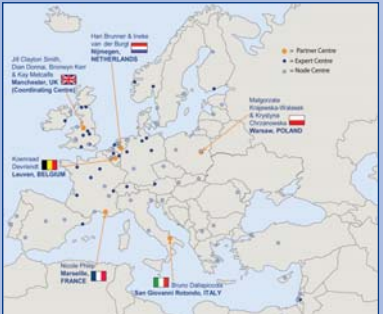 Han Brunner & Ineke
van der Burgt
Nijmegen,
NETHERLANDS
Jill Clayton Smith,
Dian Donnai, Bronwyn Kerr
& Kay Metcalfe
Manchester, UK
(Coordinating Centre)
= Partner Centre
= Expert Centre
= Node Centre
Malgorzata
Krajewska-Walasek
& Krystyna
Chrzanowska
Warsaw, POLAND
Koenraad
Devriendt
Leuven, BELGIUM
Nicole Philip
Marseille,
FRANCE
Bruno Dallapiccola
San Giovanni Rotondo, ITALY